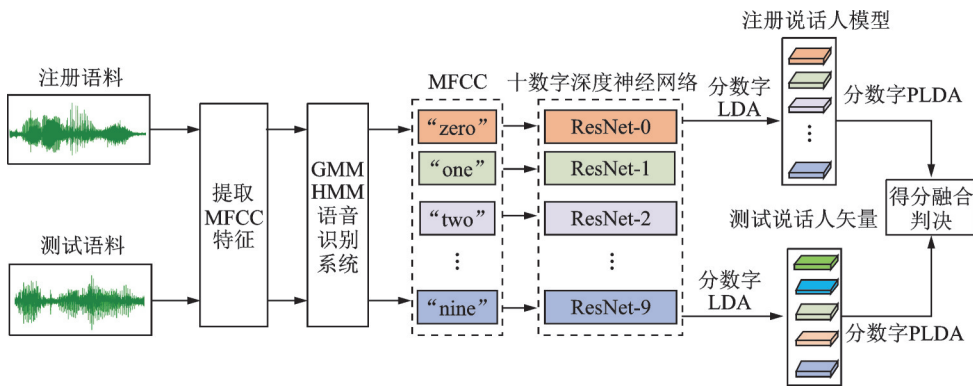 注册语料
测试语料
提取
MFCC
特征
GMM
HMM
语音
识别
系统
MFCC
“zero”
“one”
“two”
⋮
“nine”
十数字深度神经网络
ResNet-0
ResNet-1
ResNet-2
⋮
ResNet-9
分数字
LDA
分数字
LDA
注册说话人模型
⋮
分数字PLDA
测试说话人矢量
分数字PLDA
得分融合
判决